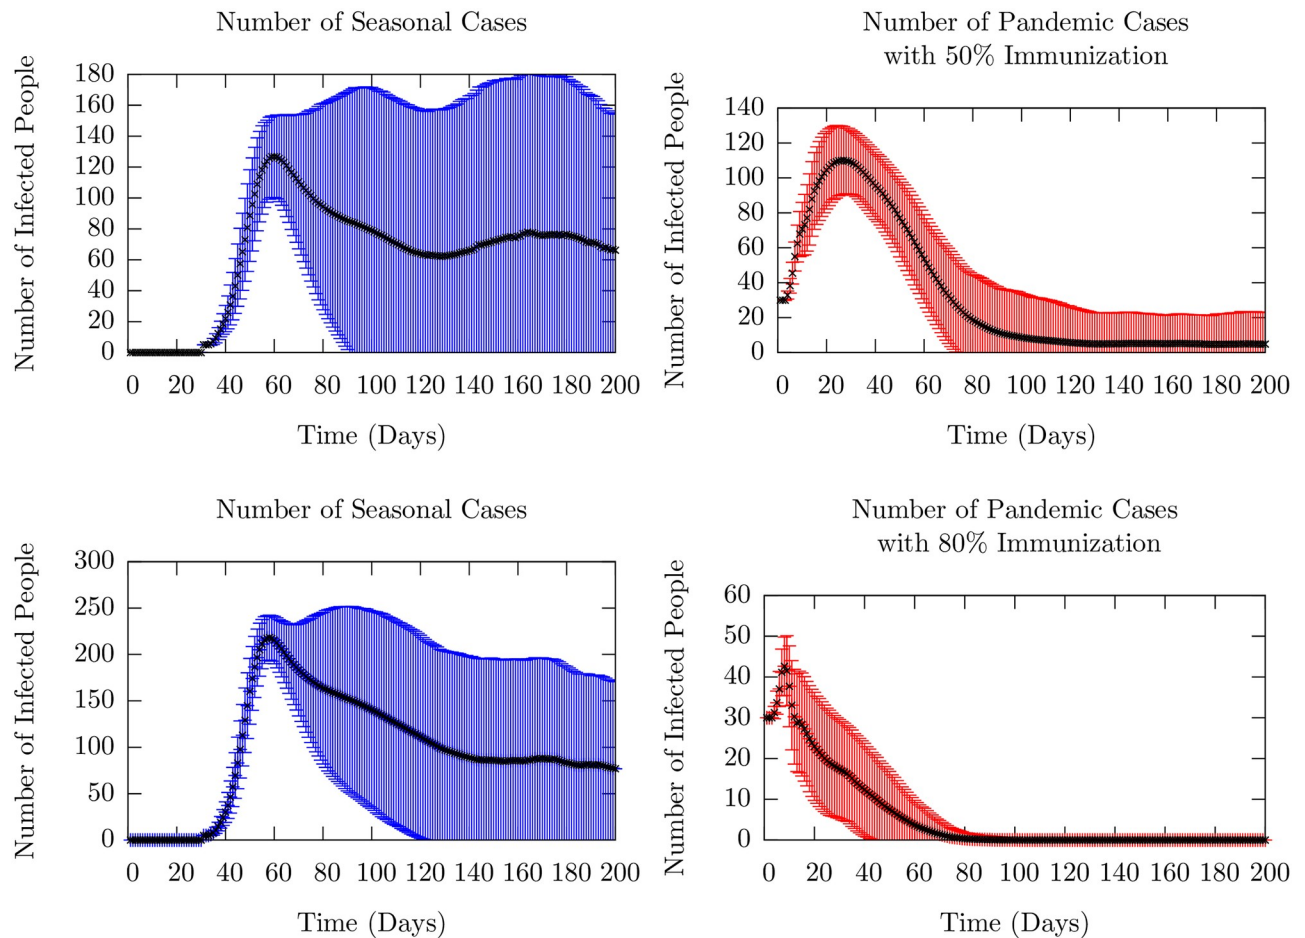 Number of Seasonal Cases
Number of Infected People
180
160
140
120
100
80
60
40
20
0
0 20 40 60 80 100 120 140 160 180 200
Time (Days)
Number of Pandemic Cases
with 50% Immunization
Number of Infected People
140
120
100
80
60
40
20
0
0 20 40 60 80 100 120 140 160 180 200
Time (Days)
Number of Seasonal Cases
Number of Infected People
300
250
200
150
100
50
0
0 20 40 60 80 100 120 140 160 180 200
Time (Days)
Number of Pandemic Cases
with 80% Immunization
Number of Infected People
60
50
40
30
20
10
0
0 20 40 60 80 100 120 140 160 180 200
Time (Days)